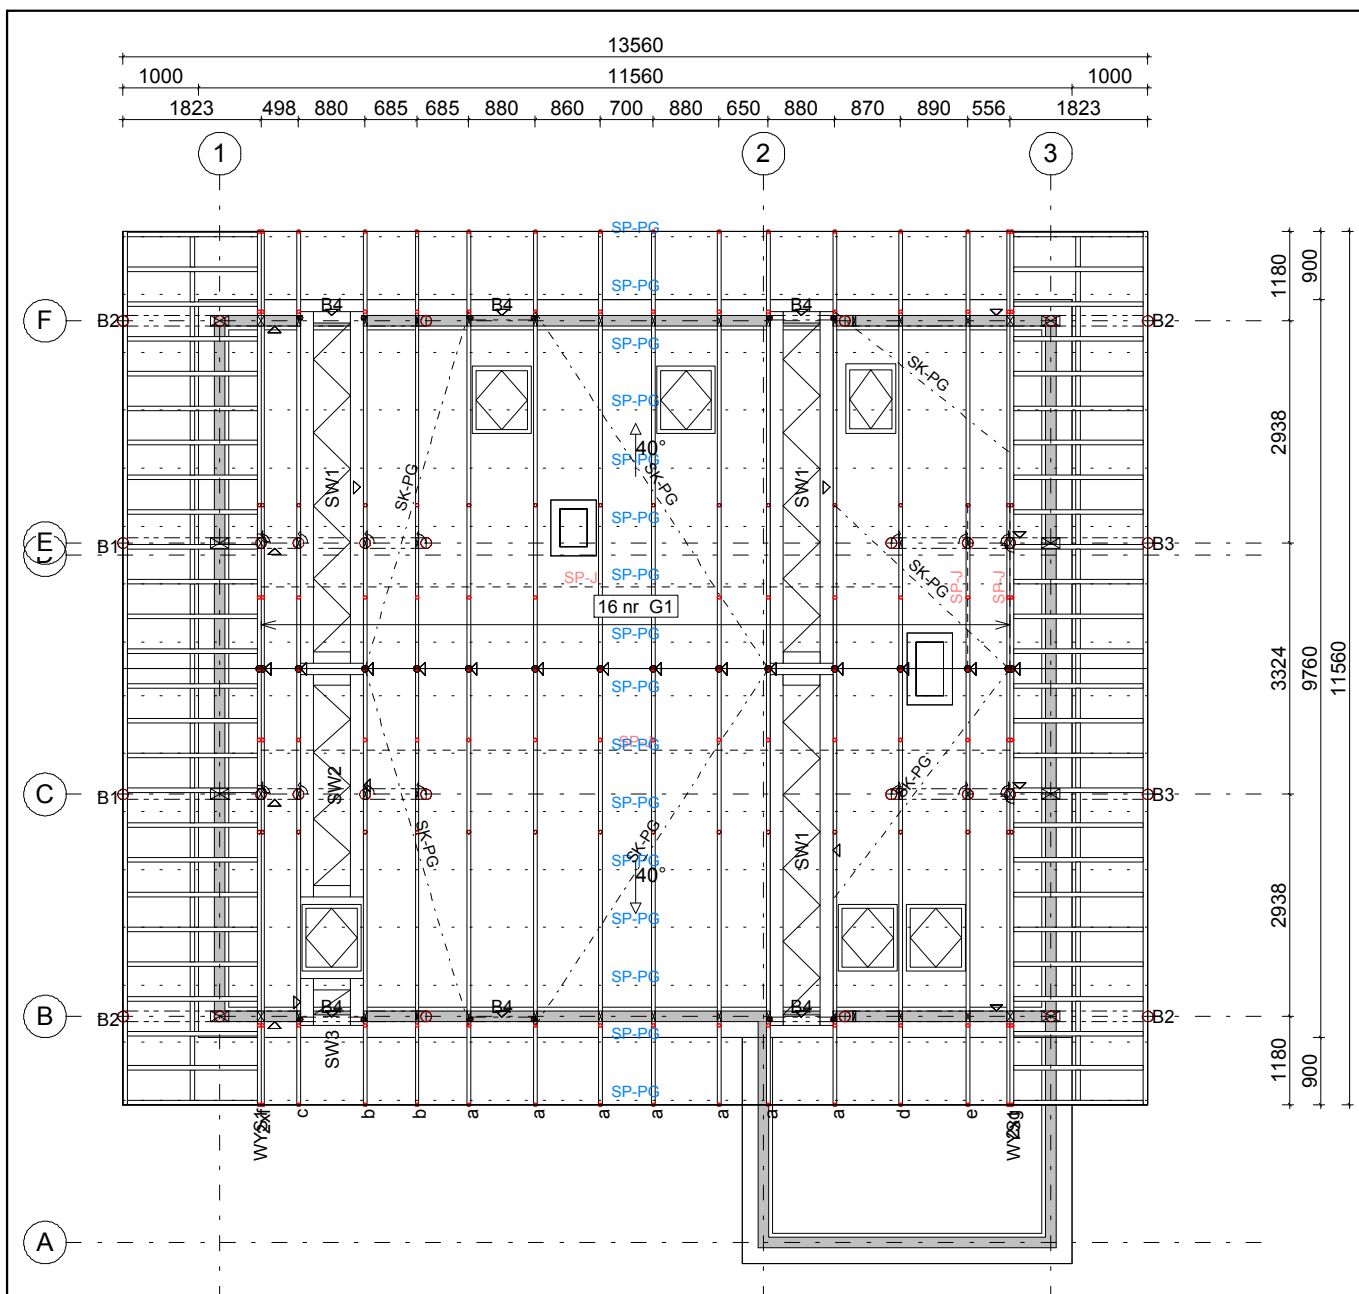 13560
1000 11560 1000
1823 498 880 685 685 880 860 700 880 650 880 870 890 556 1823
1 2 3
SP-PG
1180 900
SP-PG
B4 B4 B4
F B2 B2
SP-PG
SK-PG
SP-PG
2938
40°
SP-PG
SK-PG SK-PG
SW1 SW1
SP-PG
E B1 B3
SP-PG
SP-J SP-J SP-J
SK-PG
16 nr G1
SP-PG
3324 9760 11560
SP-PG
SP-PG
SW2
SK-PG
C B1 B3
SP-PG
SK-PG SK-PG
SW1
SP-PG
40°
SP-PG
2938
SP-PG
B4 B4 B4
B B2 B2
SP-PG
SW3
1180 900
SP-PG
c b b a a a a a a a d e
A